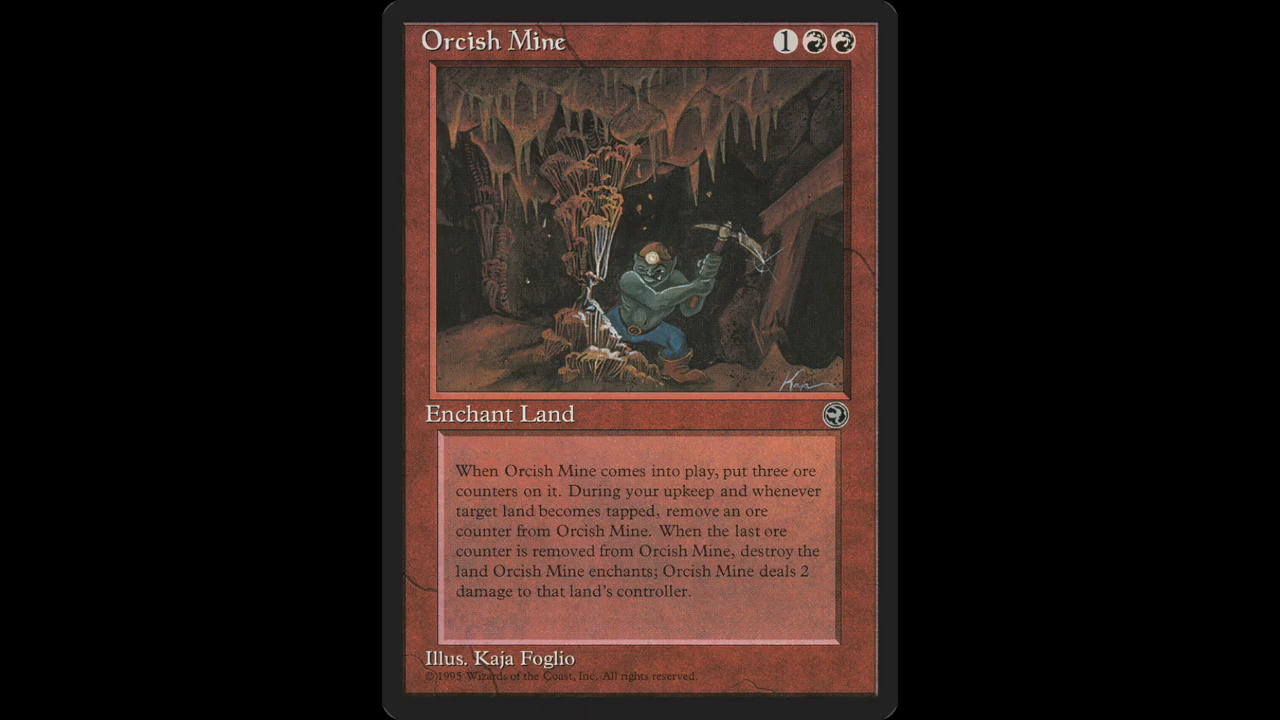 Orcish Mine 1
Kaja
Enchant Land
When Orcish Mine comes into play, put three ore
counters on it. During your upkeep and whenever
target land becomes tapped, remove an ore
counter from Orcish Mine. When the last ore
counter is removed from Orcish Mine, destroy the
land Orcish Mine enchants; Orcish Mine deals 2
damage to that land's controller.
Illus. Kaja Foglio
©1995 Wizards of the Coast, Inc. All rights reserved.